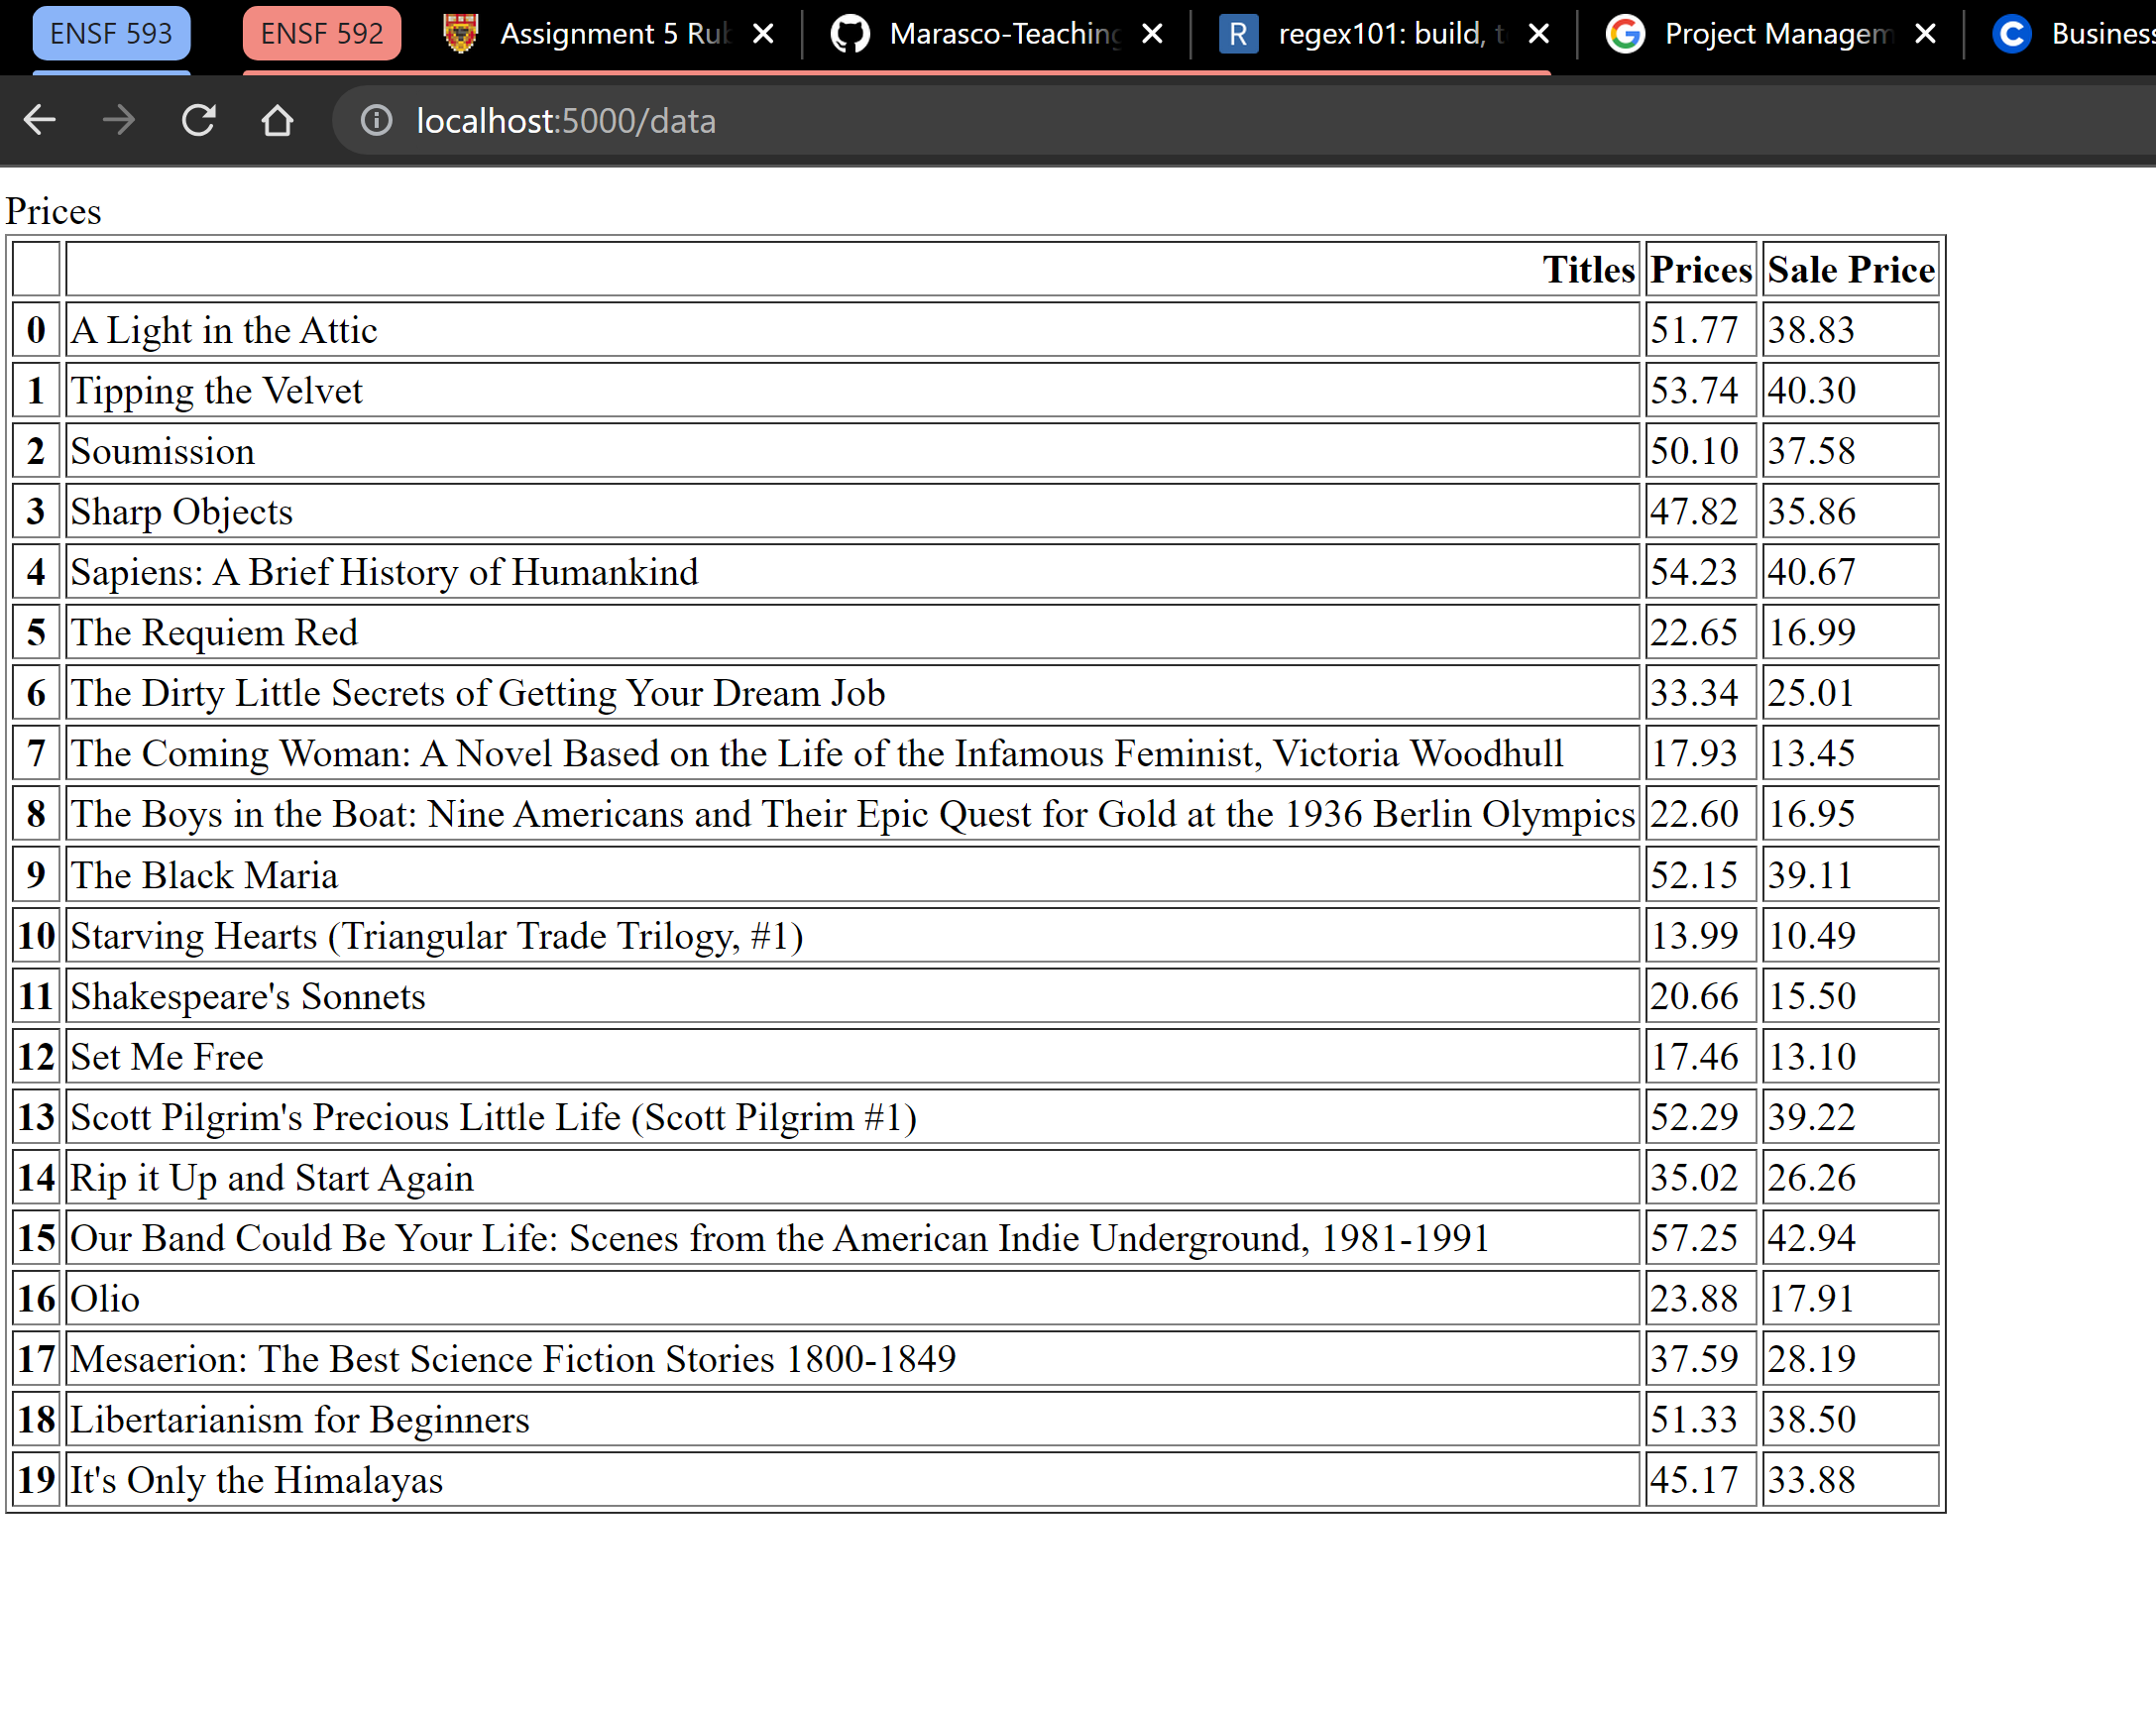 ENSF 593 ENSF 592 Assignment 5 Rub Marasco-Teaching regex101: build, t Project Managem Business
localhost:5000/data
Prices
Titles Prices Sale Price
0 A Light in the Attic 51.77 38.83
1 Tipping the Velvet 53.74 40.30
2 Soumission 50.10 37.58
3 Sharp Objects 47.82 35.86
4 Sapiens: A Brief History of Humankind 54.23 40.67
5 The Requiem Red 22.65 16.99
6 The Dirty Little Secrets of Getting Your Dream Job 33.34 25.01
7 The Coming Woman: A Novel Based on the Life of the Infamous Feminist, Victoria Woodhull 17.93 13.45
8 The Boys in the Boat: Nine Americans and Their Epic Quest for Gold at the 1936 Berlin Olympics 22.60 16.95
9 The Black Maria 52.15 39.11
10 Starving Hearts (Triangular Trade Trilogy, #1) 13.99 10.49
11 Shakespeare's Sonnets 20.66 15.50
12 Set Me Free 17.46 13.10
13 Scott Pilgrim's Precious Little Life (Scott Pilgrim #1) 52.29 39.22
14 Rip it Up and Start Again 35.02 26.26
15 Our Band Could Be Your Life: Scenes from the American Indie Underground, 1981-1991 57.25 42.94
16 Olio 23.88 17.91
17 Mesaerion: The Best Science Fiction Stories 1800-1849 37.59 28.19
18 Libertarianism for Beginners 51.33 38.50
19 It's Only the Himalayas 45.17 33.88